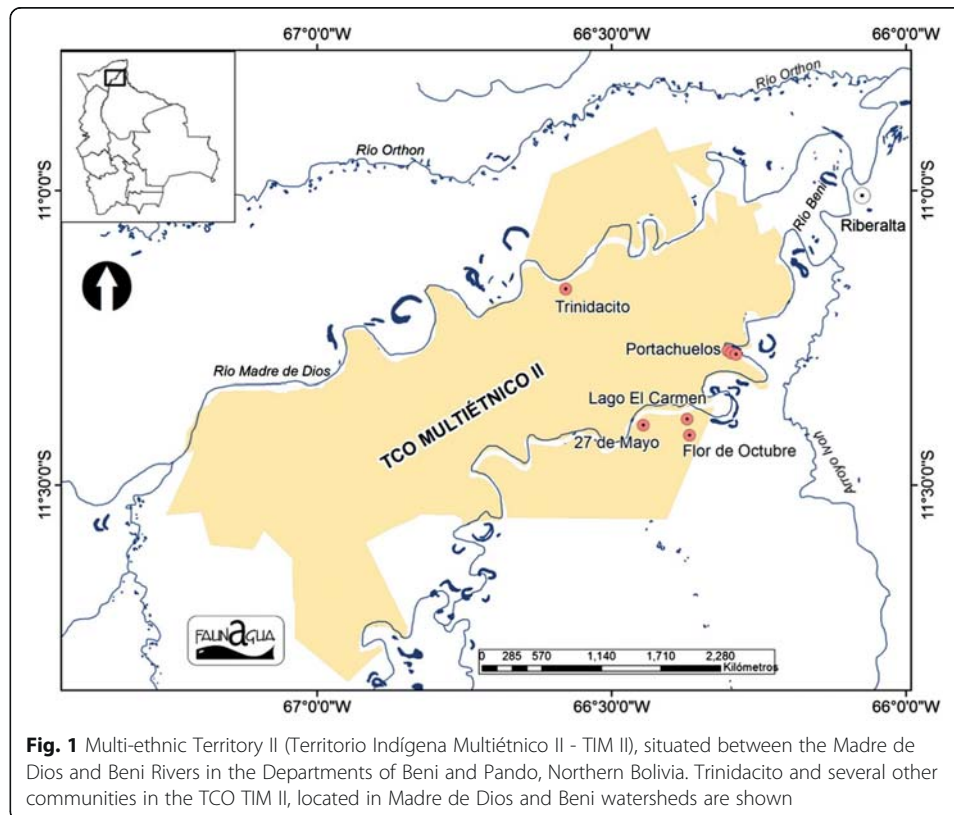 67°0'0"W
66°30'0"W
66°0'0"W
Río Orthon
Río Orthon
11°0'0"S
11°0'0"S
Río Beni
Riberalta
Trinidacito
Portachuelos
Río Madre de Dios
Lago El Carmen
TCO MULTIÉTNICO II
27 de Mayo
Flor de Octubre
Arroyo Ivon
11°30'0"S
11°30'0"S
FAUNAGUA
0 285 570 1,140 1,710 2,280
Kilómetros
67°0'0"W
66°30'0"W
66°0'0"W
Fig. 1 Multi-ethnic Territory II (Territorio Indígena Multiétnico II - TIM II), situated between the Madre de
Dios and Beni Rivers in the Departments of Beni and Pando, Northern Bolivia. Trinidacito and several other
communities in the TCO TIM II, located in Madre de Dios and Beni watersheds are shown